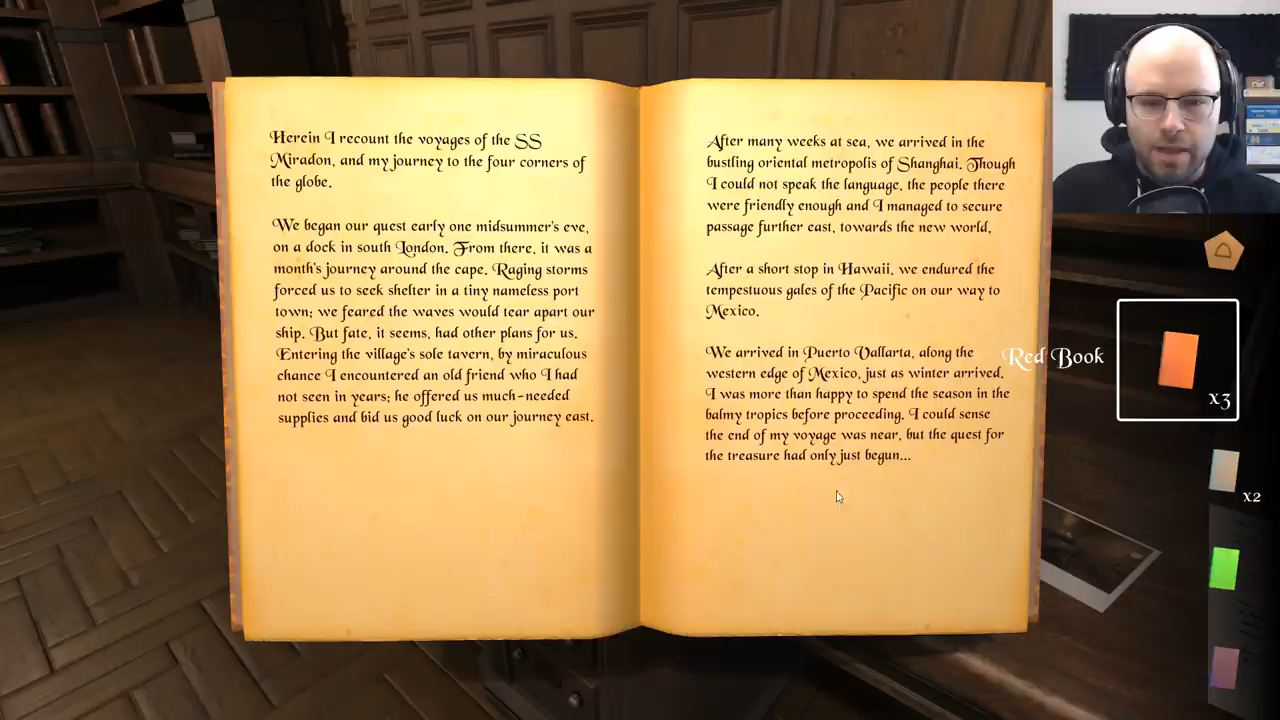 Herein I recount the voyages of the SS
Miradon, and my journey to the four corners of
the globe.
We began our quest early one midsummer's eve,
on a dock in south London. From there, it was a
month's journey around the cape. Raging storms
forced us to seek shelter in a tiny nameless port
town; we feared the waves would tear apart our
ship. But fate, it seems, had other plans for us.
Entering the village's sole tavern, by miraculous
chance I encountered an old friend who I had
not seen in years; he offered us much-needed
supplies and bid us good luck on our journey east.
After many weeks at sea, we arrived in the
bustling oriental metropolis of Shanghai. Though
I could not speak the language, the people there
were friendly enough and I managed to secure
passage further east, towards the new world.
After a short stop in Hawaii, we endured the
tempestuous gales of the Pacific on our way to
Mexico.
We arrived in Puerto Vallarta, along the
western edge of Mexico, just as winter arrived.
I was more than happy to spend the season in the
balmy tropics before proceeding. I could sense
the end of my voyage was near, but the quest for
the treasure had only just begun...
Red Book
x3
x2